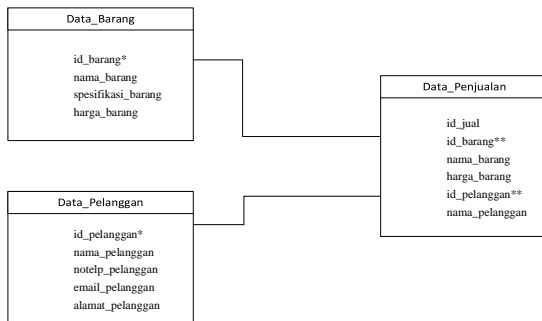 Data_Barang
id_barang*
nama_barang
spesifikasi_barang
harga_barang
Data_Pelanggan
id_pelanggan*
nama_pelanggan
notelp_pelanggan
email_pelanggan
alamat_pelanggan
Data_Penjualan
id_jual
id_barang**
nama_barang
harga_barang
id_pelanggan**
nama_pelanggan